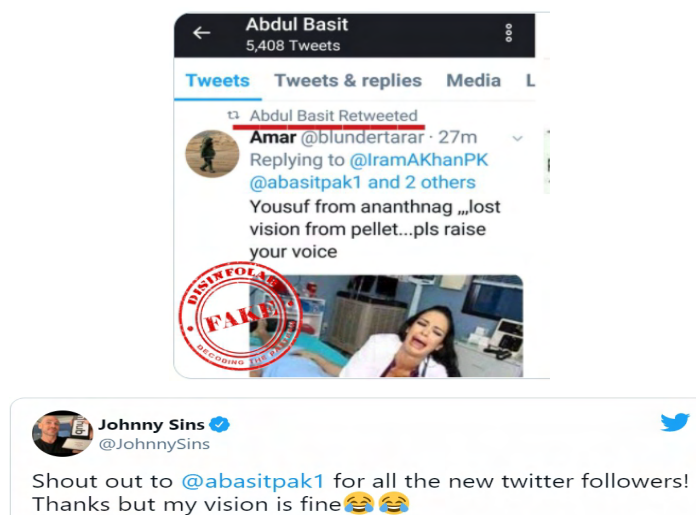 Abdul Basit
5,408 Tweets
Tweets Tweets & replies Media L
Abdul Basit Retweeted
Amar @blundertarar · 27m
Replying to @IramAKhanPK
@abasitpak1 and 2 others
Yousuf from ananthnag ,,,lost
vision from pellet...pls raise
your voice
DISINFOLAB
FAKE
DECODING THE
Johnny Sins
@JohnnySins
Shout out to @abasitpak1 for all the new twitter followers!
Thanks but my vision is fine😂😂